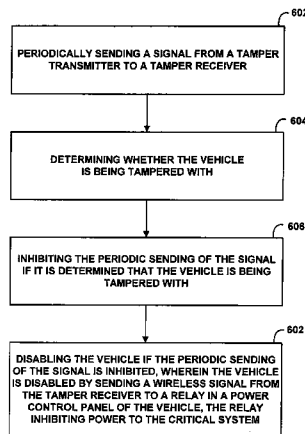 602
PERIODICALLY SENDING A SIGNAL FROM A TAMPER
TRANSMITTER TO A TAMPER RECEIVER
604
DETERMINING WHETHER THE VEHICLE
IS BEING TAMPERED WITH
606
INHIBITING THE PERIODIC SENDING OF THE SIGNAL
IF IT IS DETERMINED THAT THE VEHICLE IS BEING
TAMPERED WITH
602
DISABLING THE VEHICLE IF THE PERIODIC SENDING
OF THE SIGNAL IS INHIBITED, WHEREIN THE VEHICLE
IS DISABLED BY SENDING A WIRELESS SIGNAL FROM
THE TAMPER RECEIVER TO A RELAY IN A POWER
CONTROL PANEL OF THE VEHICLE, THE RELAY
INHIBITING POWER TO THE CRITICAL SYSTEM